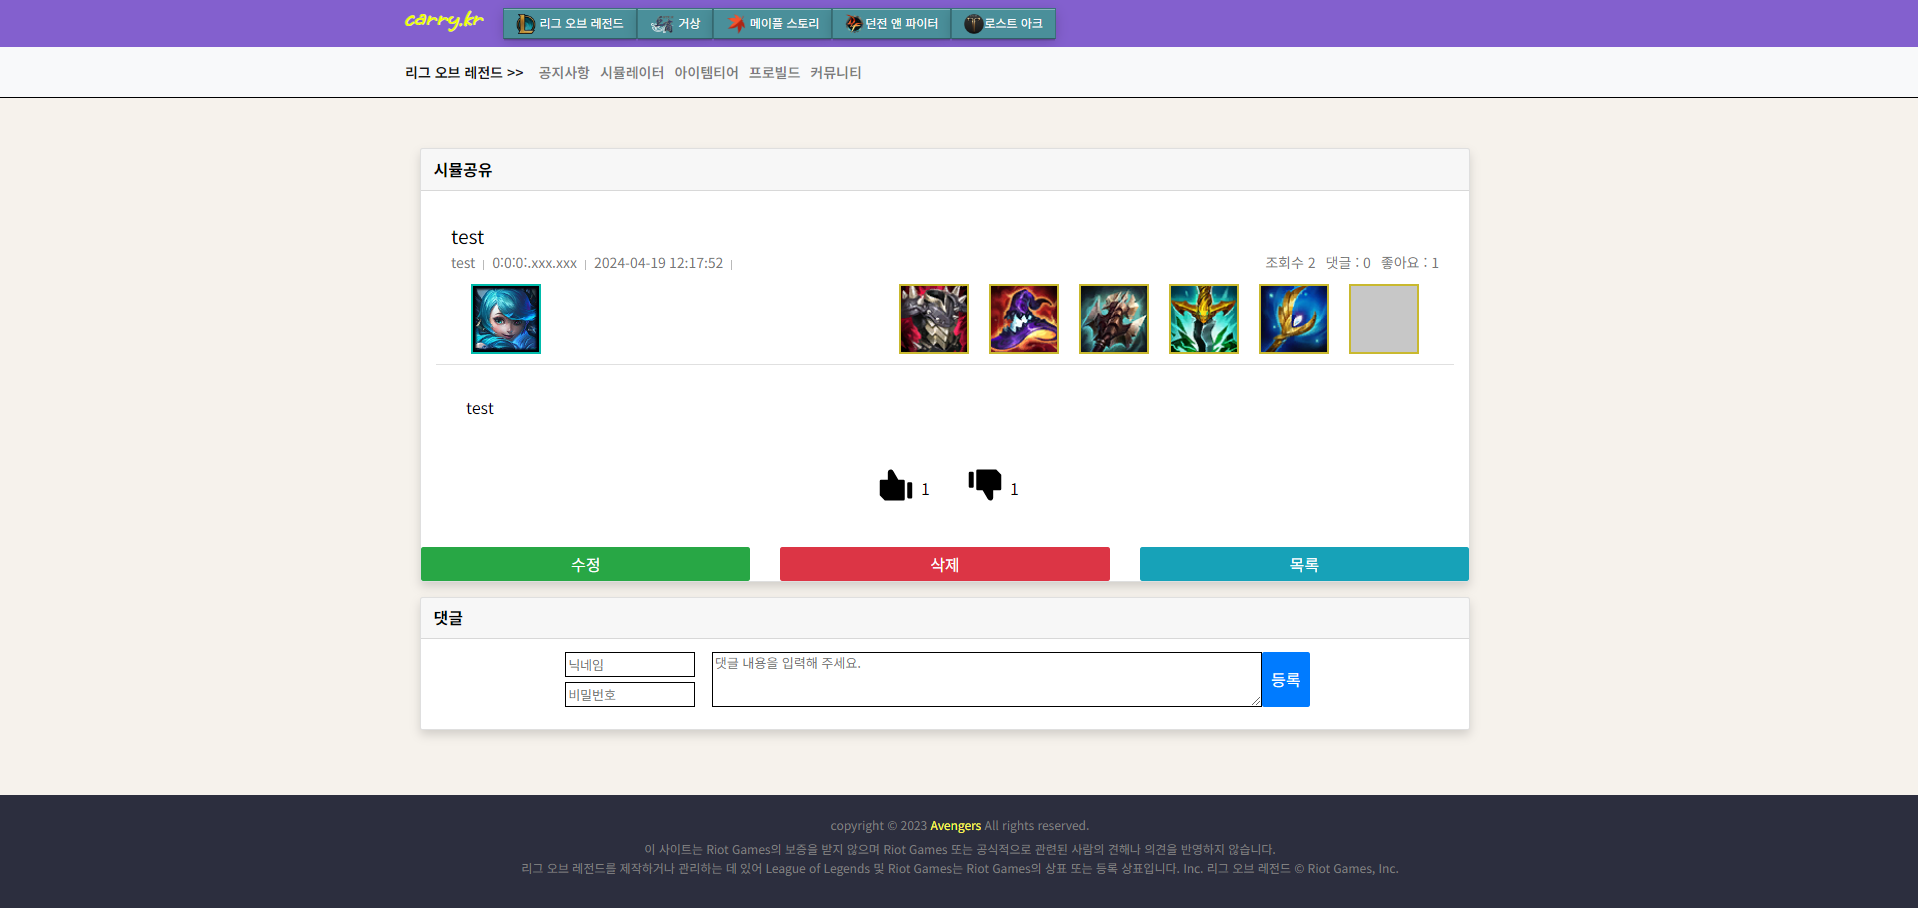 carry.kr 리그 오브 레전드 거상 메이플 스토리 던전 앤 파이터 로스트 아크
리그 오브 레전드 >> 공지사항 시뮬레이터 아이템티어 프로빌드 커뮤니티
시뮬공유
test
test 0:0:0:.xxx.xxx 2024-04-19 12:17:52 조회수 2 댓글 : 0 좋아요 : 1
test
1 1
수정 삭제 목록
댓글
닉네임 댓글 내용을 입력해 주세요.
비밀번호 등록
copyright © 2023 Avengers All rights reserved.
이 사이트는 Riot Games의 보증을 받지 않으며 Riot Games 또는 공식적으로 관련된 사람의 견해나 의견을 반영하지 않습니다.
리그 오브 레전드를 제작하거나 관리하는 데 있어 League of Legends 및 Riot Games는 Riot Games의 상표 또는 등록 상표입니다. Inc. 리그 오브 레전드 © Riot Games, Inc.